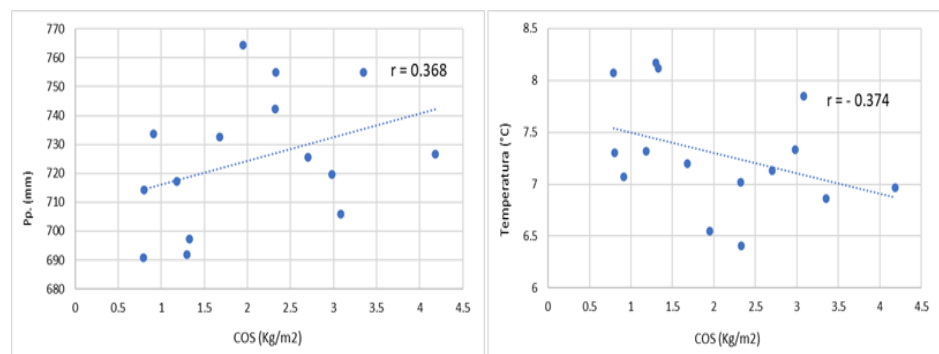 770
760
750
740
730
720
710
700
690
680
Pp. (mm)
r = 0.368
0 0.5 1 1.5 2 2.5 3 3.5 4 4.5
COS (Kg/m2)
8.5
8
7.5
7
6.5
6
Temperatura (°C)
r = - 0.374
0 0.5 1 1.5 2 2.5 3 3.5 4 4.5
COS (Kg/m2)